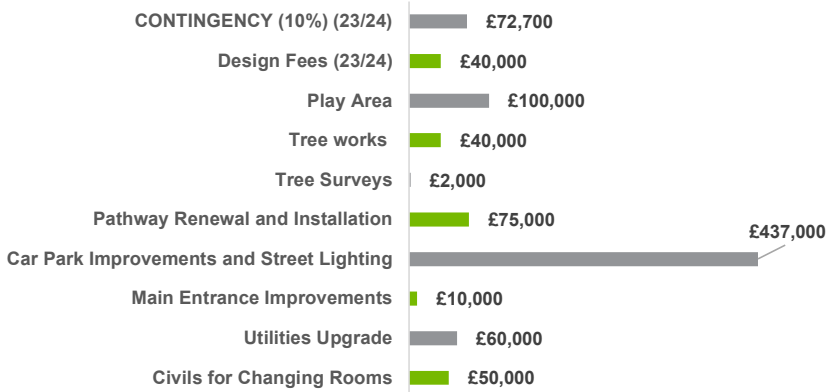 CONTINGENCY (10%) (23/24) £72,700
Design Fees (23/24) £40,000
Play Area £100,000
Tree works £40,000
Tree Surveys £2,000
Pathway Renewal and Installation £75,000
Car Park Improvements and Street Lighting £437,000
Main Entrance Improvements £10,000
Utilities Upgrade £60,000
Civils for Changing Rooms £50,000